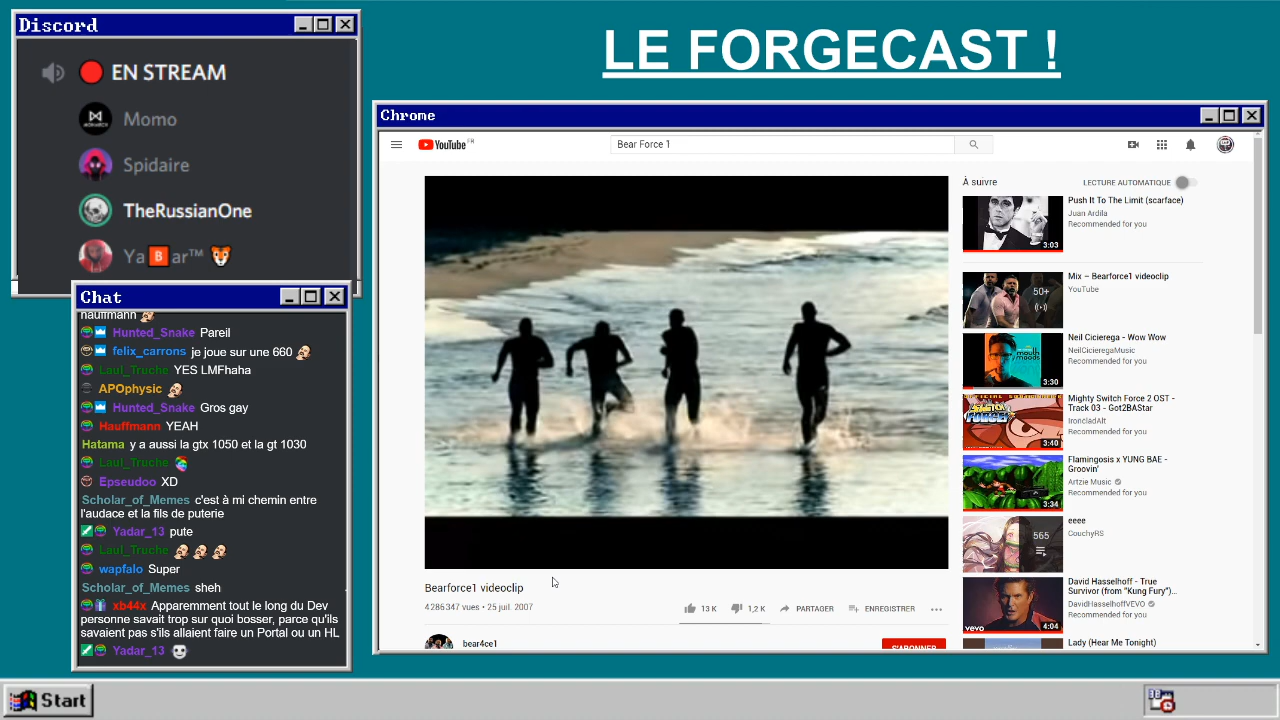 Discord
EN STREAM
Momo
Spidaire
TheRussianOne
Ya🅱ar™ 🐯
Chat
hauffmann
Hunted_Snake Pareil
felix_carrons je joue sur une 660
Laul_Truche YES LMFhaha
APOphysic
Hunted_Snake Gros gay
Hauffmann YEAH
Hatama y a aussi la gtx 1050 et la gt 1030
Laul_Truche
Epseudoo XD
Scholar_of_Memes c'est à mi chemin entre
l'audace et la fils de puterie
Yadar_13 pute
Laul_Truche
wapfalo Super
Scholar_of_Memes sheh
xb44x Apparemment tout le long du Dev
personne savait trop sur quoi bosser, parce qu'ils
savaient pas s'ils allaient faire un Portal ou un HL
Yadar_13
LE FORGECAST !
Chrome
YouTube FR
Bear Force 1
Bearforce1 videoclip
4 286 347 vues • 25 juil. 2007
13 K
1,2 K
PARTAGER
ENREGISTRER
bear4ce1
S'ABONNER
À suivre
LECTURE AUTOMATIQUE
Push It To The Limit (scarface)
Juan Ardila
Recommended for you
3:03
Mix – Bearforce1 videoclip
YouTube
50+
Neil Cicierega - Wow Wow
NeilCicieregaMusic
Recommended for you
mouth
moods
3:30
Mighty Switch Force 2 OST -
Track 03 - Got2BAStar
IroncladAlt
Recommended for you
3:40
Flamingosis x YUNG BAE -
Groovin'
Artzie Music
Recommended for you
3:34
eeee
CouchyRS
565
David Hasselhoff - True
Survivor (from "Kung Fury")...
DavidHasselhoffVEVO
Recommended for you
vevo
4:04
Lady (Hear Me Tonight)
Start